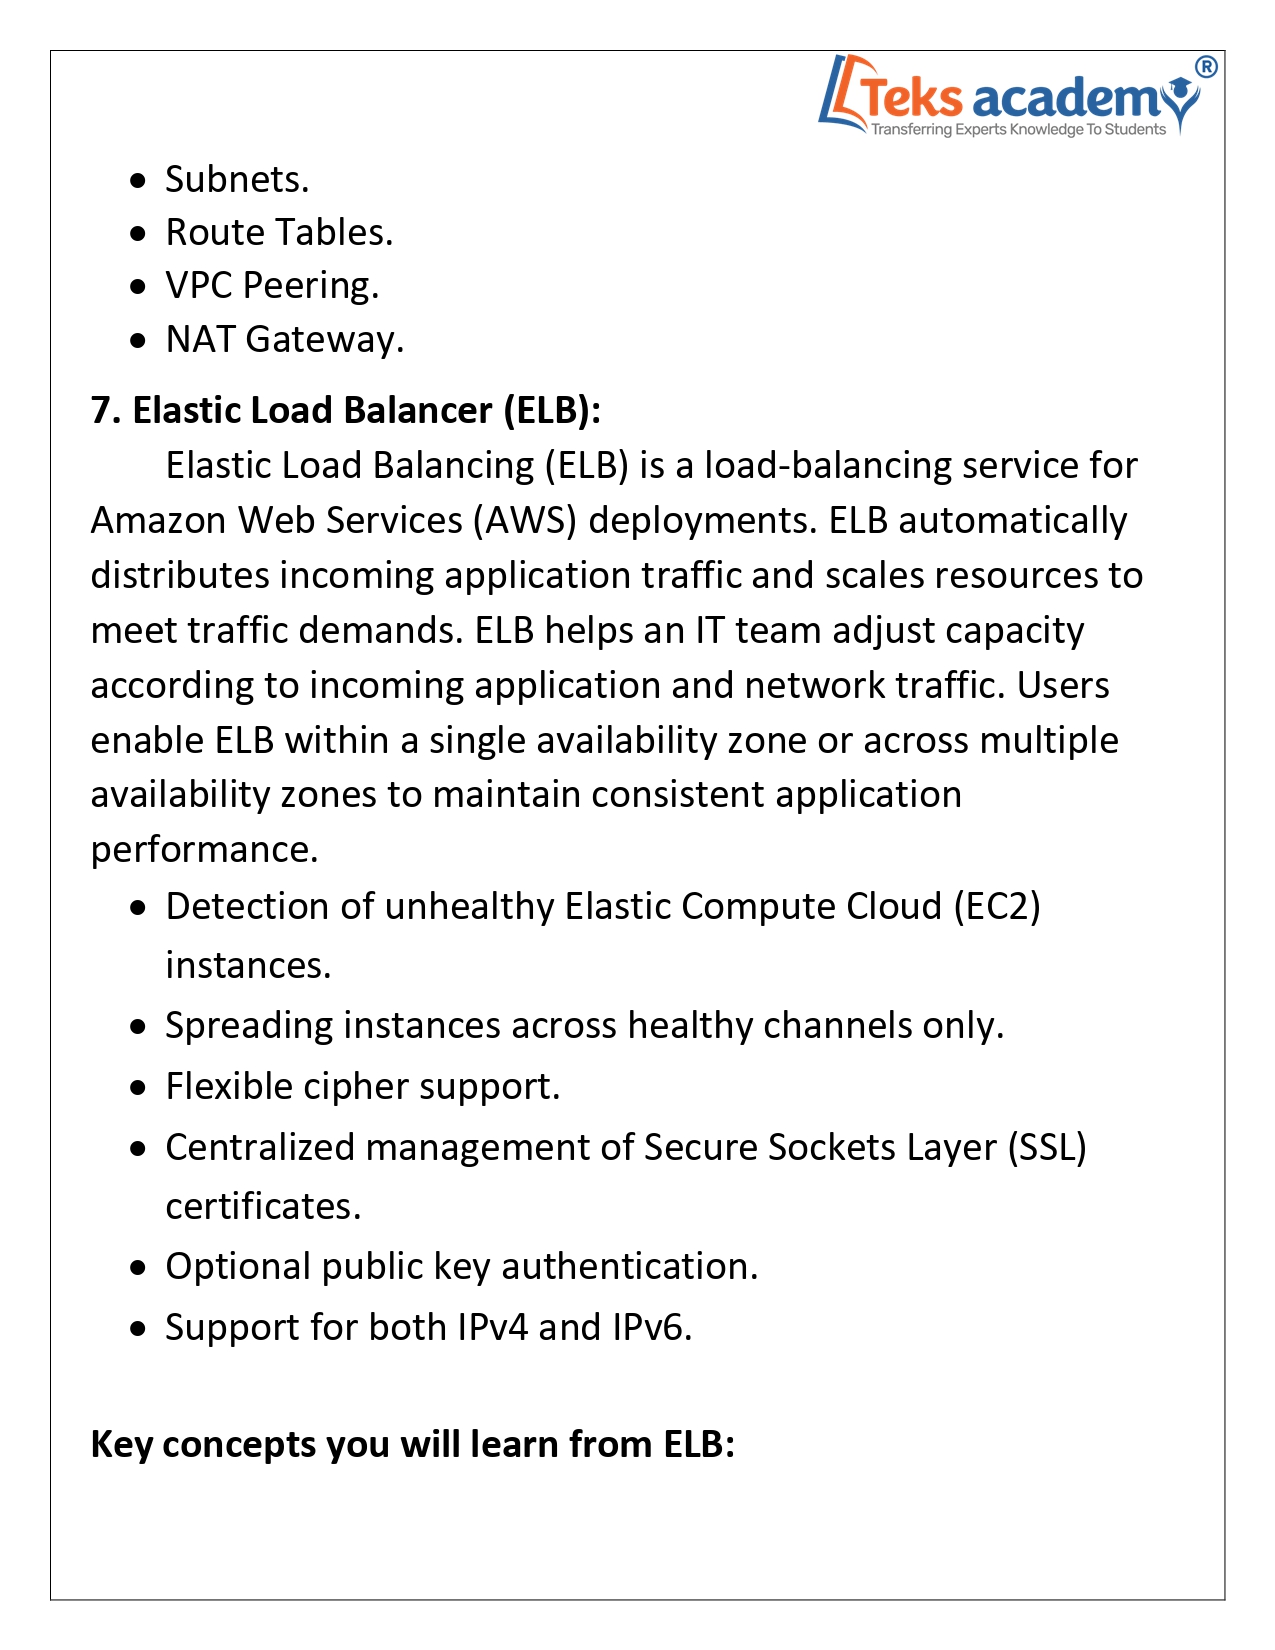 Teks academy ®
Transferring Experts Knowledge To Students
• Subnets.
• Route Tables.
• VPC Peering.
• NAT Gateway.
7. Elastic Load Balancer (ELB):
Elastic Load Balancing (ELB) is a load-balancing service for
Amazon Web Services (AWS) deployments. ELB automatically
distributes incoming application traffic and scales resources to
meet traffic demands. ELB helps an IT team adjust capacity
according to incoming application and network traffic. Users
enable ELB within a single availability zone or across multiple
availability zones to maintain consistent application
performance.
• Detection of unhealthy Elastic Compute Cloud (EC2)
instances.
• Spreading instances across healthy channels only.
• Flexible cipher support.
• Centralized management of Secure Sockets Layer (SSL)
certificates.
• Optional public key authentication.
• Support for both IPv4 and IPv6.
Key concepts you will learn from ELB: